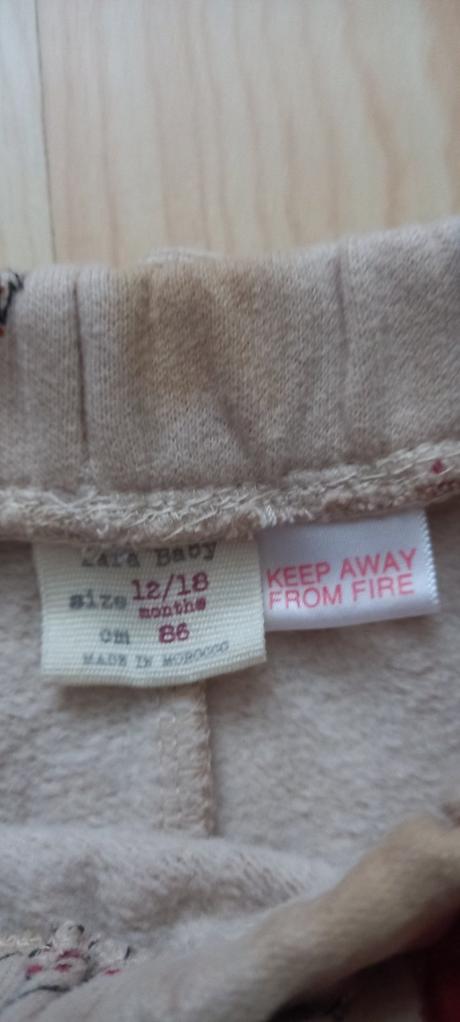 Zara Baby
size 12/18
months
cm 86
MADE IN MOROCCO
KEEP AWAY
FROM FIRE